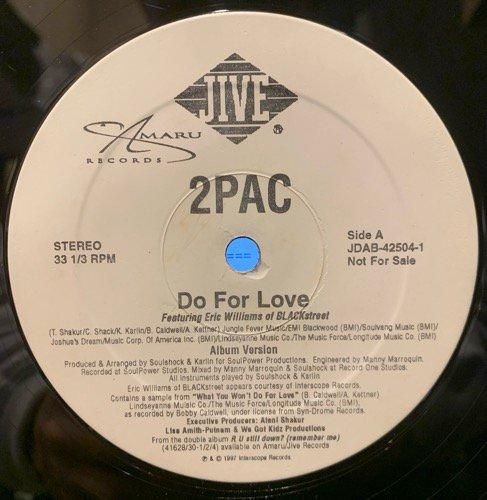 JIVE
®
Amaru
RECORDS
2PAC
STEREO
33 1/3 RPM
Side A
JDAB-42504-1
Not For Sale
Do For Love
Featuring Eric Williams of BLACKstreet
(T. Shakur/C. Shack/K. Karlin/B. Caldwell/A. Kettner) Jungle Fever Music/EMI Blackwood (BMI)/Soulvang Music (BMI)/
Joshua's Dream/Music Corp. Of America Inc. (BMI)/Lindseyanne Music Co./The Music Force/Longitude Music Co. (BMI)
Album Version
Produced & Arranged by Soulshock & Karlin for SoulPower Productions. Engineered by Manny Marroquin.
Recorded at SoulPower Studios. Mixed by Manny Marroquin & Soulshock at Record One Studios.
All instruments played by Soulshock & Karlin
Eric Williams of BLACKstreet appears courtesy of Interscope Records.
Contains a sample from "What You Won't Do For Love" (B. Caldwell/A. Kettner)
Lindseyanne Music Co./The Music Force/Longitude Music Co. (BMI),
as recorded by Bobby Caldwell, under license from Syn-Drome Records.
Executive Producers: Afeni Shakur
Lisa Smith-Putnam & We Got Kidz Productions
From the double album R U still down? (remember me)
(41628/30-1/2/4) available on Amaru/Jive Records.
℗ & © 1997 Interscope Records